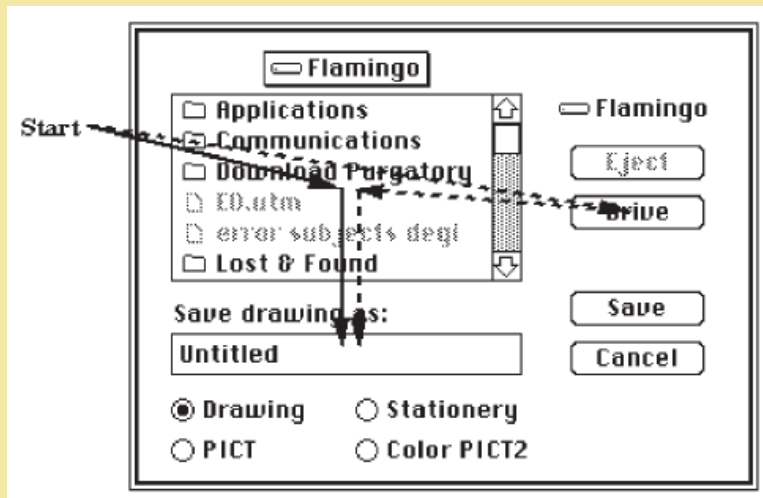 Flamingo
Start
Applications
Communications
Download Purgatory
ED.utm
error subjects degi
Lost & Found
Flamingo
Eject
Drive
Save drawing as:
Untitled
Save
Cancel
Drawing
Stationery
PICT
Color PICT2